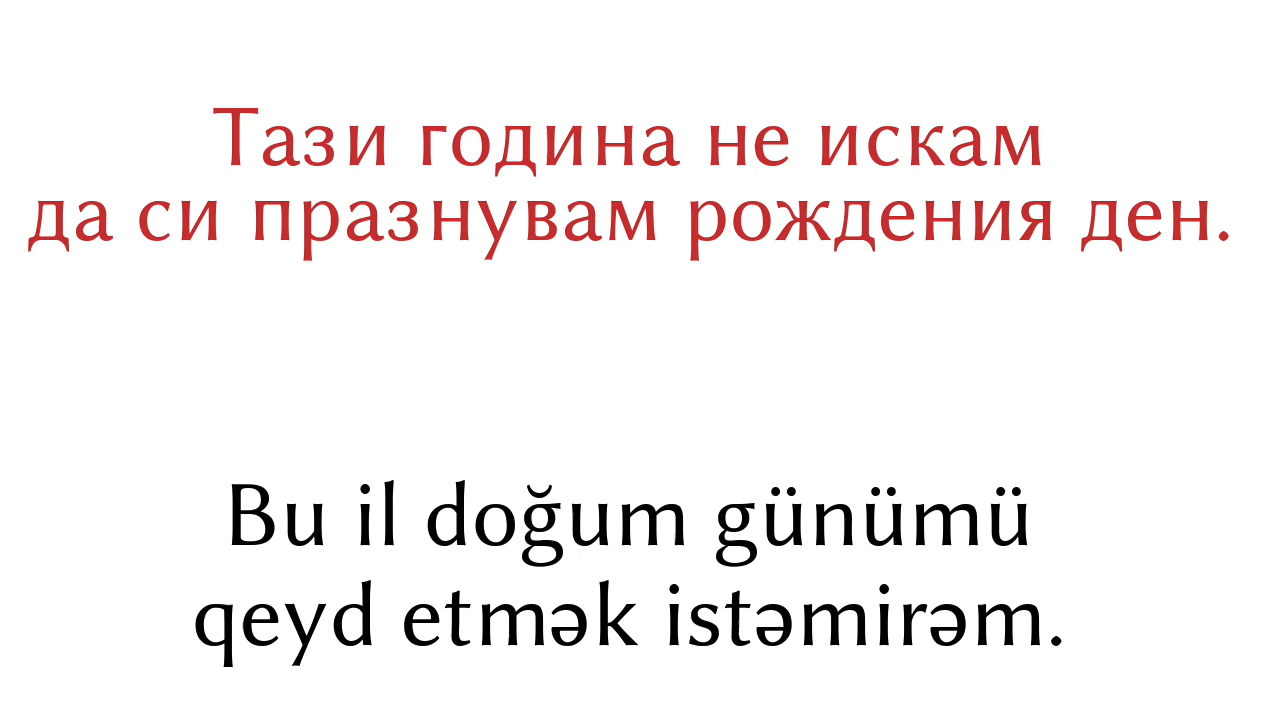 Тази година не искам
да си празнувам рождения ден.
Bu il doğum günümü
qeyd etmək istəmirəm.